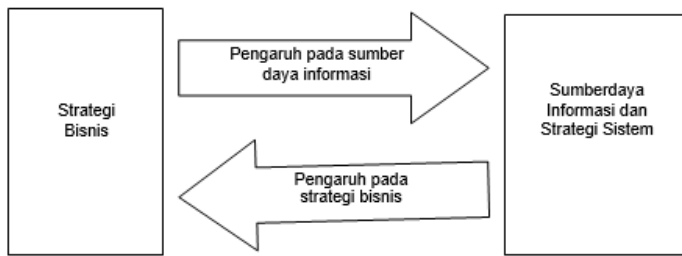 Strategi
Bisnis
Pengaruh pada sumber
daya informasi
Pengaruh pada
strategi bisnis
Sumberdaya
Informasi dan
Strategi Sistem